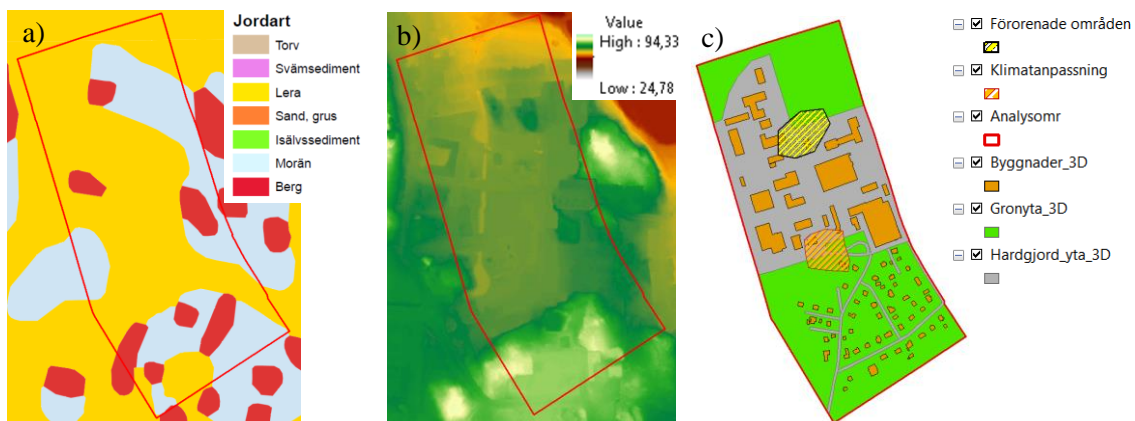 a)
Jordart
Torv
Svämsediment
Lera
Sand, grus
Isälvssediment
Morän
Berg
b)
Value
High : 94,33
Low : 24,78
c)
Förorenade områden
Klimatanpassning
Analysomr
Byggnader_3D
Gronyta_3D
Hardgjord_yta_3D